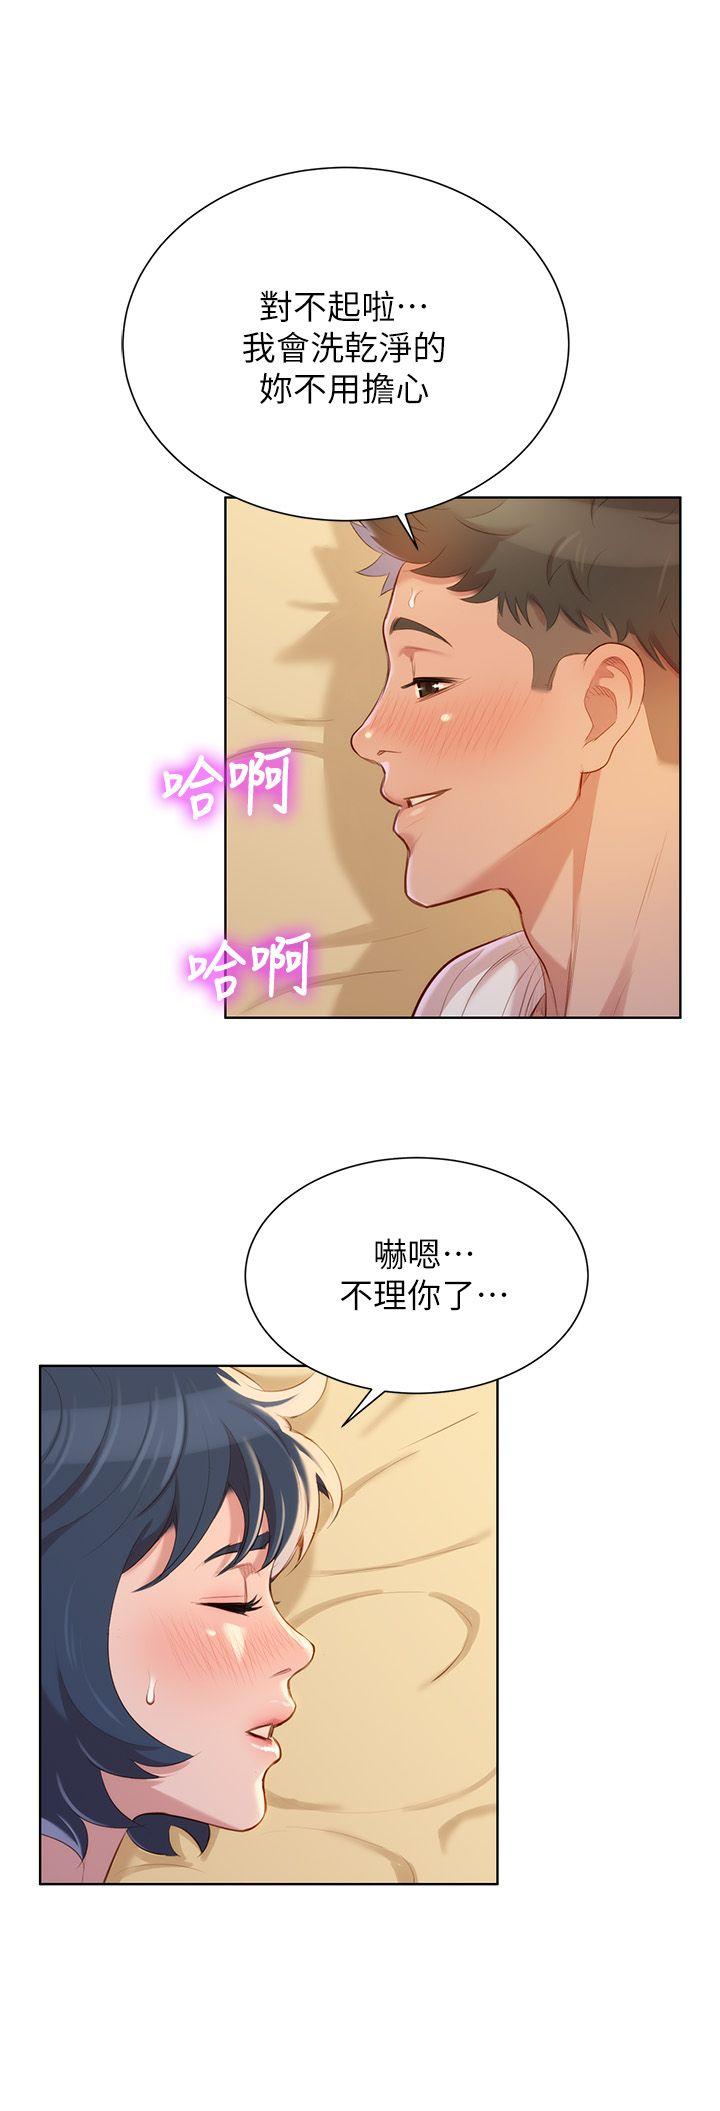 對不起啦⋯
我會洗乾淨的
妳不用擔心
哈啊
哈啊
嚇嗯⋯
不理你了⋯